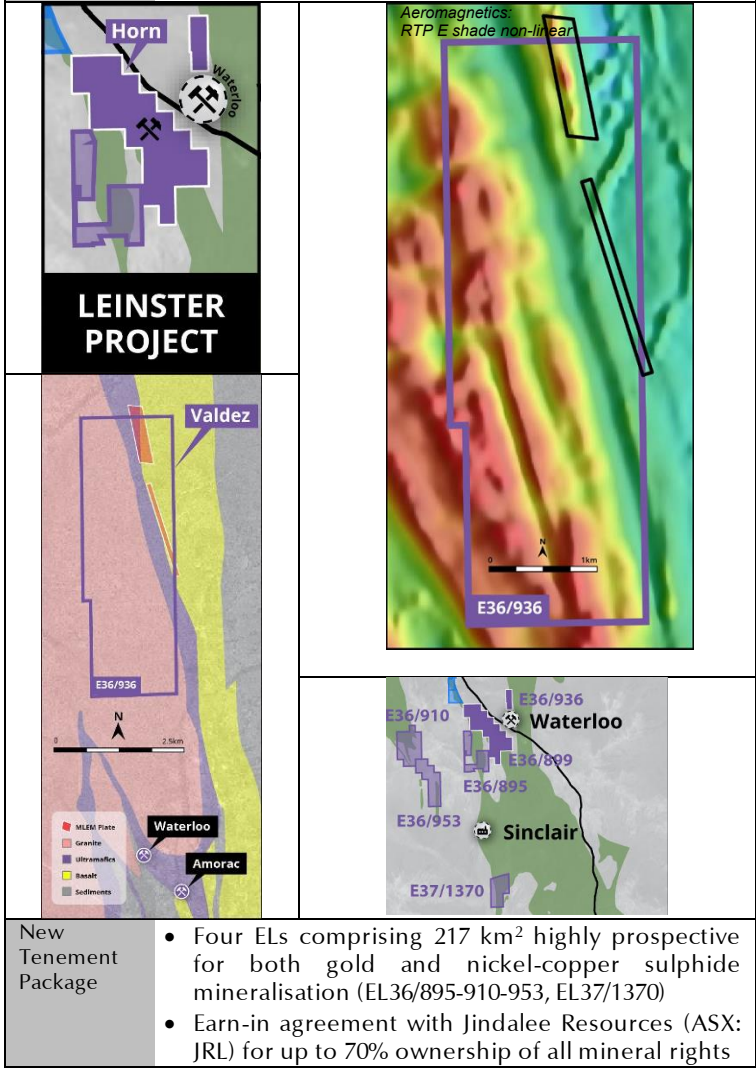 Horn
Waterloo
LEINSTER
PROJECT
Aeromagnetics:
RTP E shade non-linear
N
0
1km
E36/936
Valdez
E36/936
N
0
2.5km
MLEM Plate
Granite
Ultramafics
Basalt
Sediments
Waterloo
Amorac
E36/936
E36/910
Waterloo
E36/899
E36/895
E36/953
Sinclair
E37/1370
New
Tenement
Package
• Four ELs comprising 217 km² highly prospective
for both gold and nickel-copper sulphide
mineralisation (EL36/895-910-953, EL37/1370)
• Earn-in agreement with Jindalee Resources (ASX:
JRL) for up to 70% ownership of all mineral rights